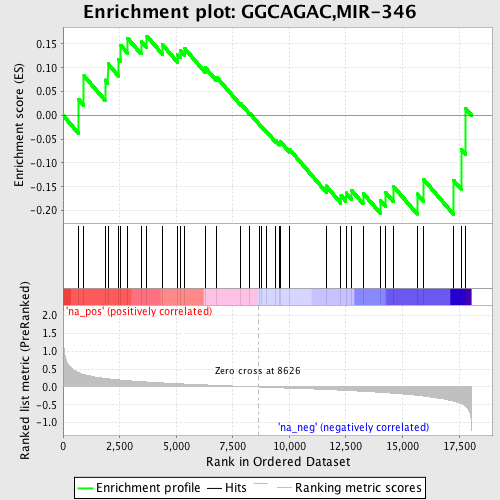 Enrichment plot: GGCAGAC,MIR-346
Enrichment score (ES)
0.15
0.10
0.05
0.00
-0.05
-0.10
-0.15
-0.20
'na_pos' (positively correlated)
Ranked list metric (PreRanked)
2.0
1.5
1.0
0.5
0.0
-0.5
-1.0
Zero cross at 8626
'na_neg' (negatively correlated)
0 2,500 5,000 7,500 10,000 12,500 15,000 17,500
Rank in Ordered Dataset
Enrichment profile Hits Ranking metric scores